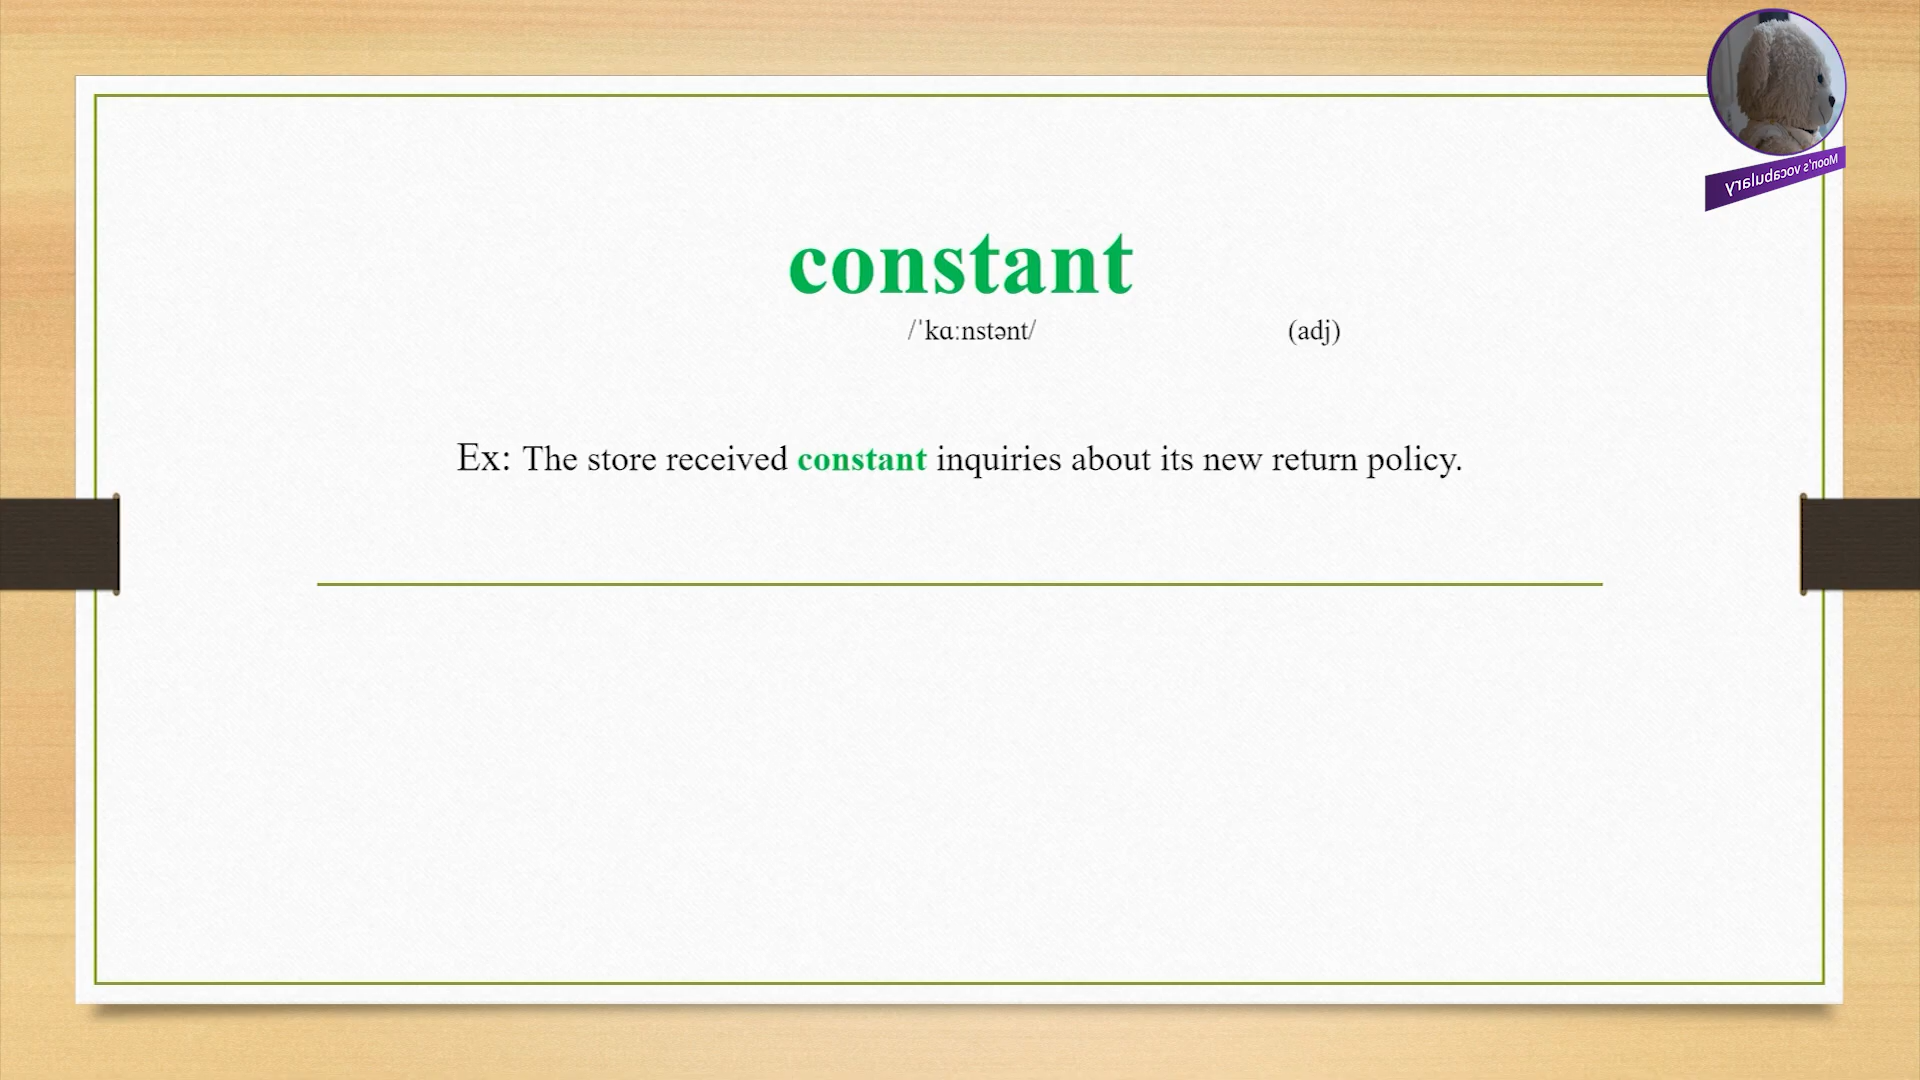 Moon's vocabulary
constant
/ˈkɑːnstənt/ (adj)
Ex: The store received constant inquiries about its new return policy.